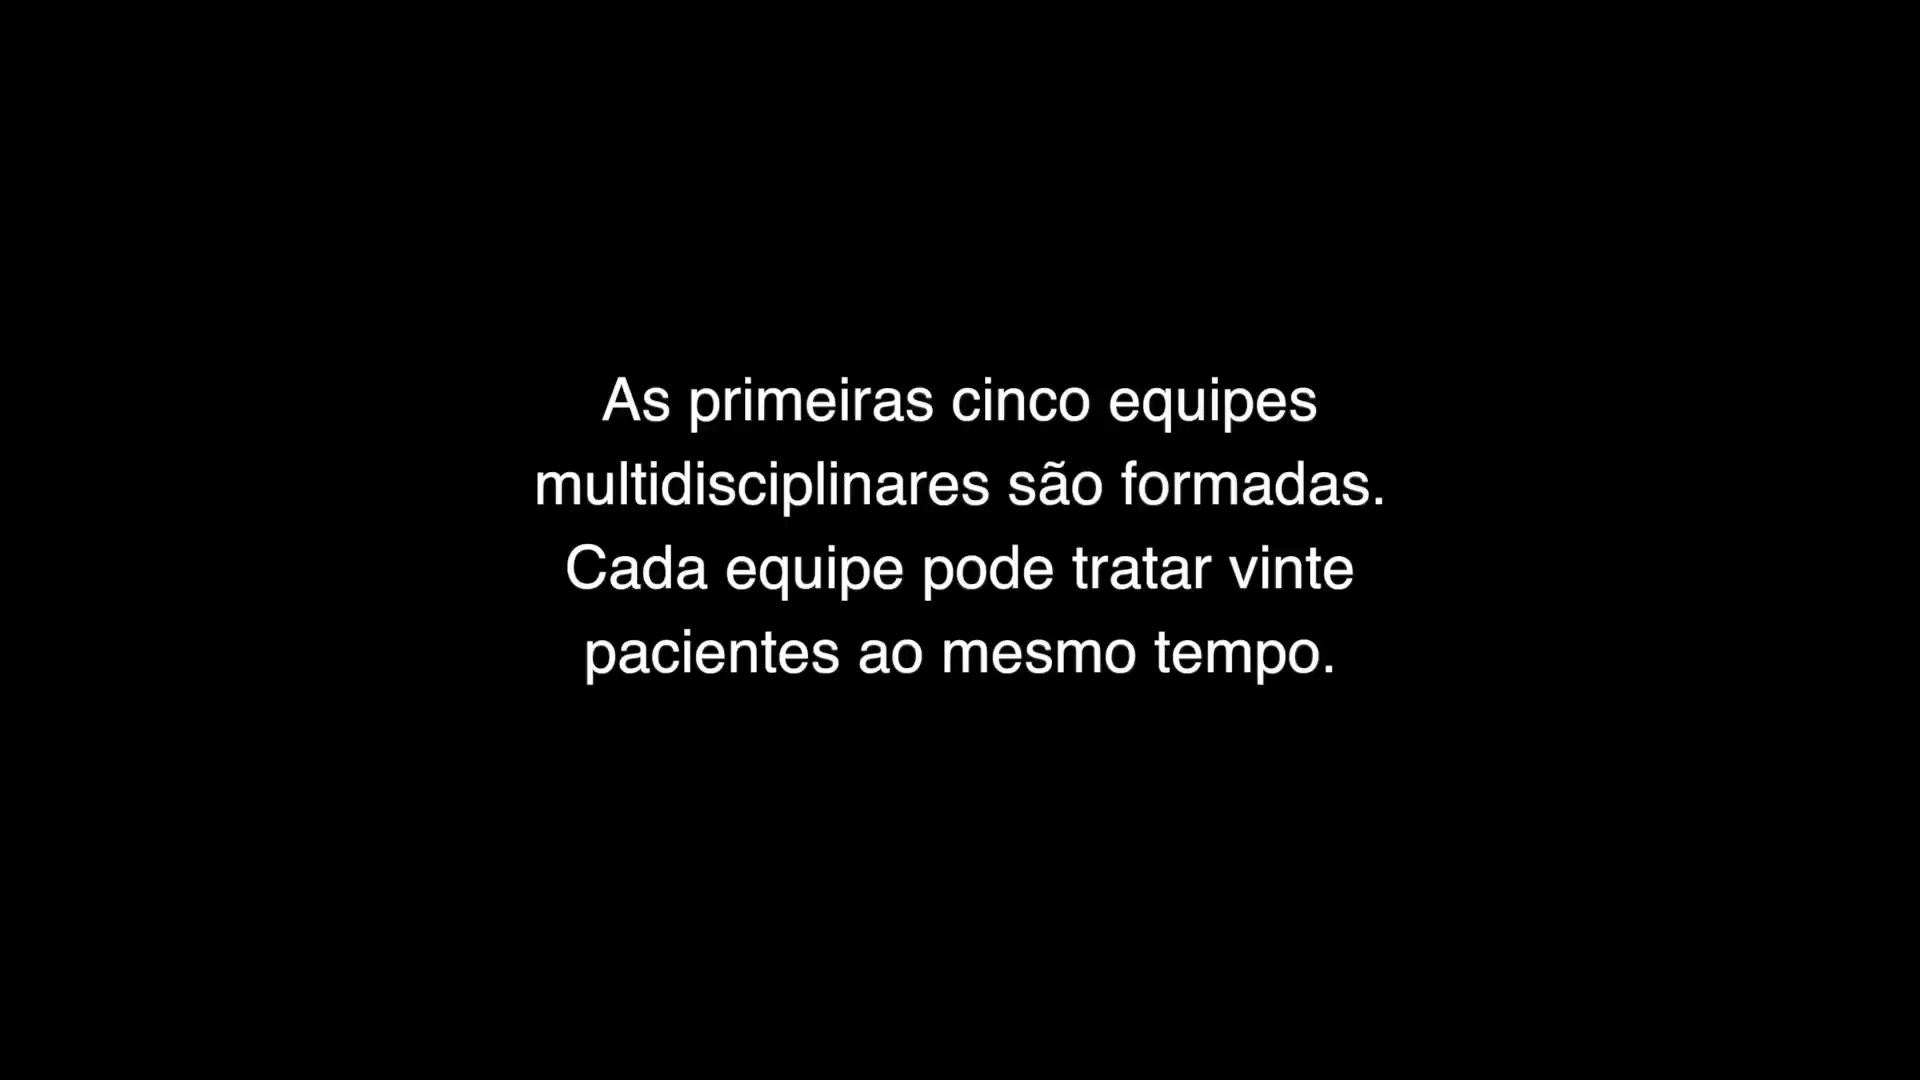 As primeiras cinco equipes
multidisciplinares são formadas.
Cada equipe pode tratar vinte
pacientes ao mesmo tempo.